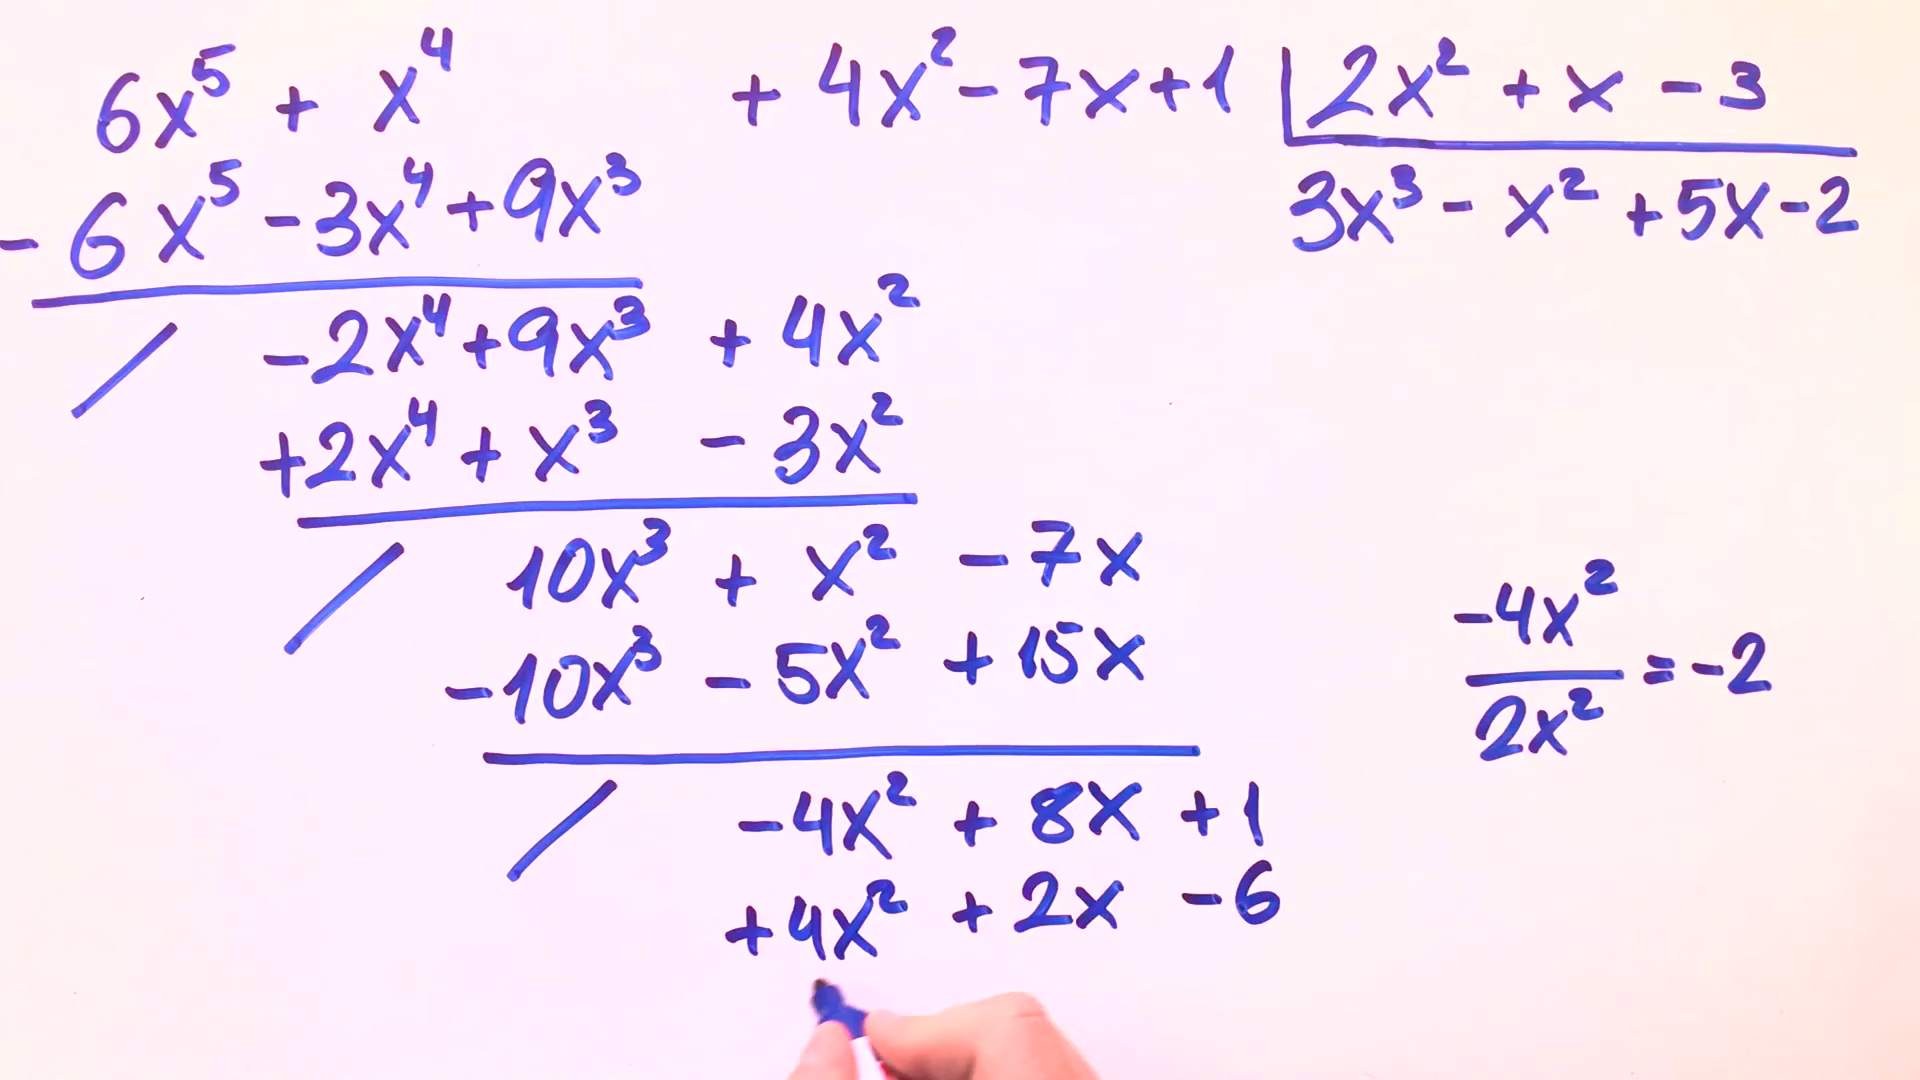 6x⁵ + x⁴ + 4x² - 7x + 1 | 2x² + x - 3
- 6x⁵ - 3x⁴ + 9x³ 3x³ - x² + 5x - 2
- 2x⁴ + 9x³ + 4x²
+ 2x⁴ + x³ - 3x²
10x³ + x² - 7x
- 10x³ - 5x² + 15x
-4x²/2x² = -2
- 4x² + 8x + 1
+ 4x² + 2x - 6